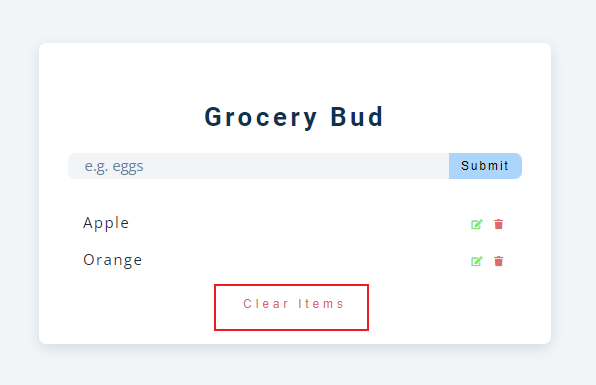 Grocery Bud
e.g. eggs
Submit
Apple
Orange
Clear Items